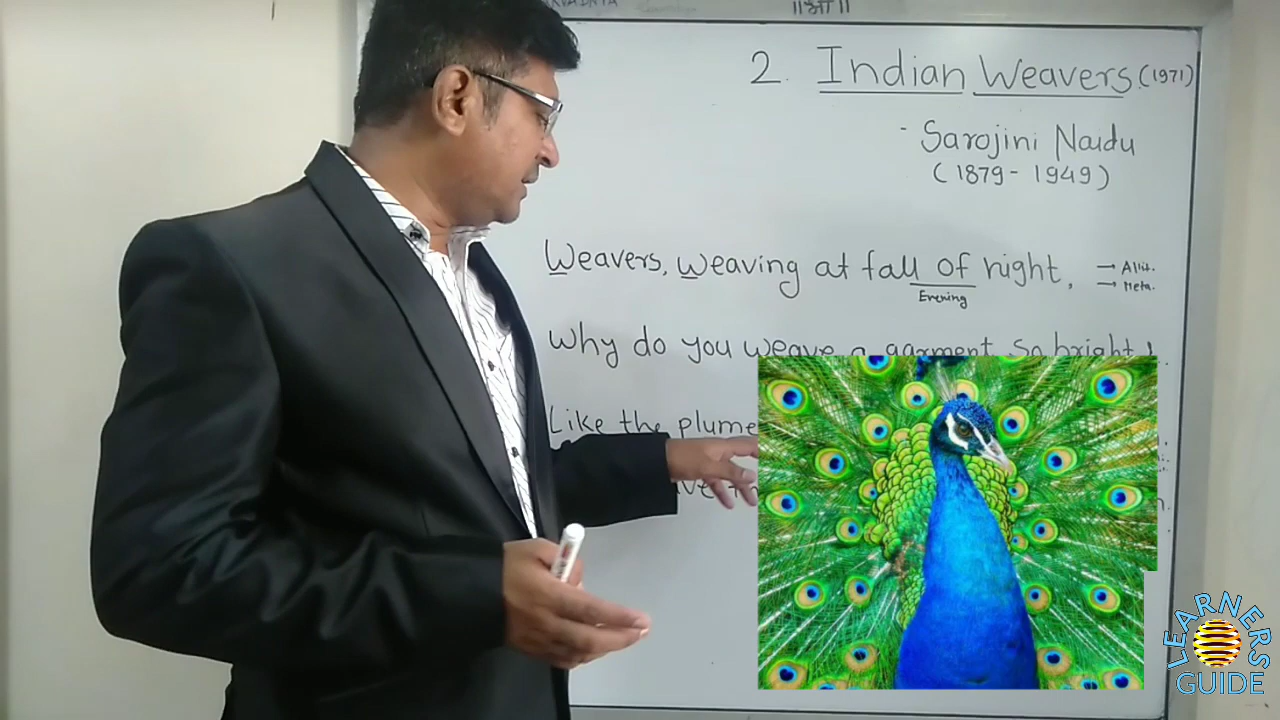 ॥ओ॥
2. Indian Weavers (1971)
- Sarojini Naidu
(1879 - 1949)
Weavers, weaving at fall of night, → Allit.
→ Meta.
Evening
Why do you weave a garment so bright!
Like the plume
LEARNERS
GUIDE